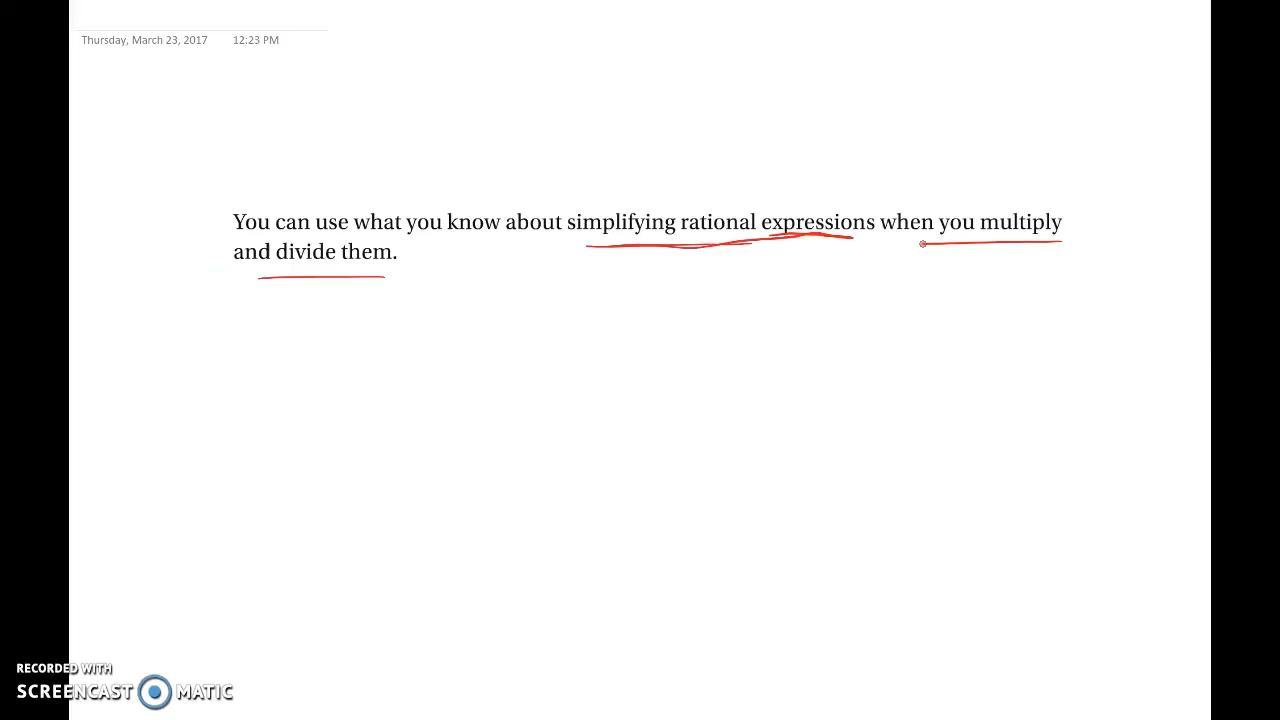 Thursday, March 23, 2017 12:23 PM
You can use what you know about simplifying rational expressions when you multiply
and divide them.
RECORDED WITH
SCREENCAST MATIC